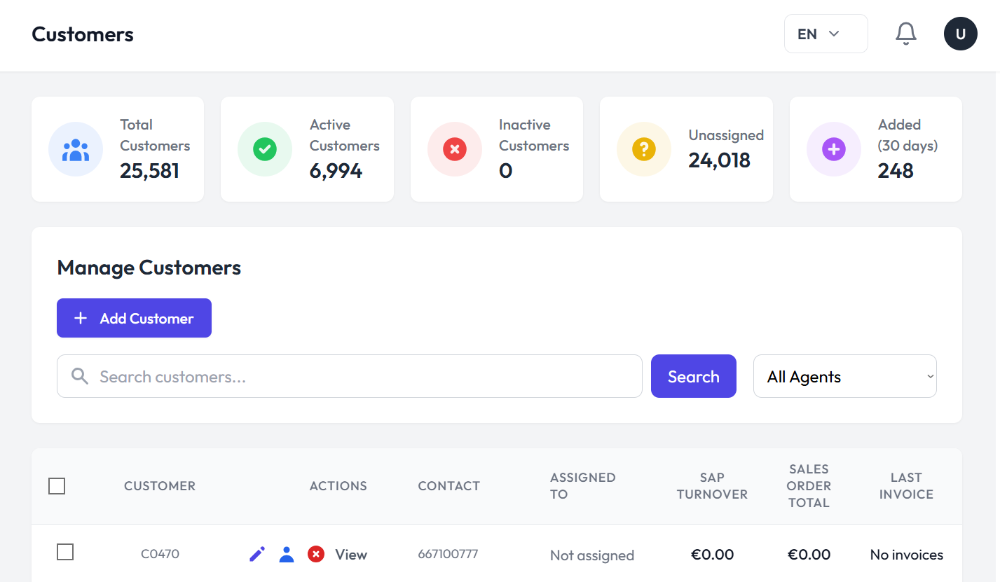 Customers
EN
U
Total
Customers
25,581
Active
Customers
6,994
Inactive
Customers
0
Unassigned
24,018
Added
(30 days)
248
Manage Customers
Add Customer
Search customers...
Search
All Agents
CUSTOMER
ACTIONS
CONTACT
ASSIGNED
TO
SAP
TURNOVER
SALES
ORDER
TOTAL
LAST
INVOICE
C0470
View
667100777
Not assigned
€0.00
€0.00
No invoices